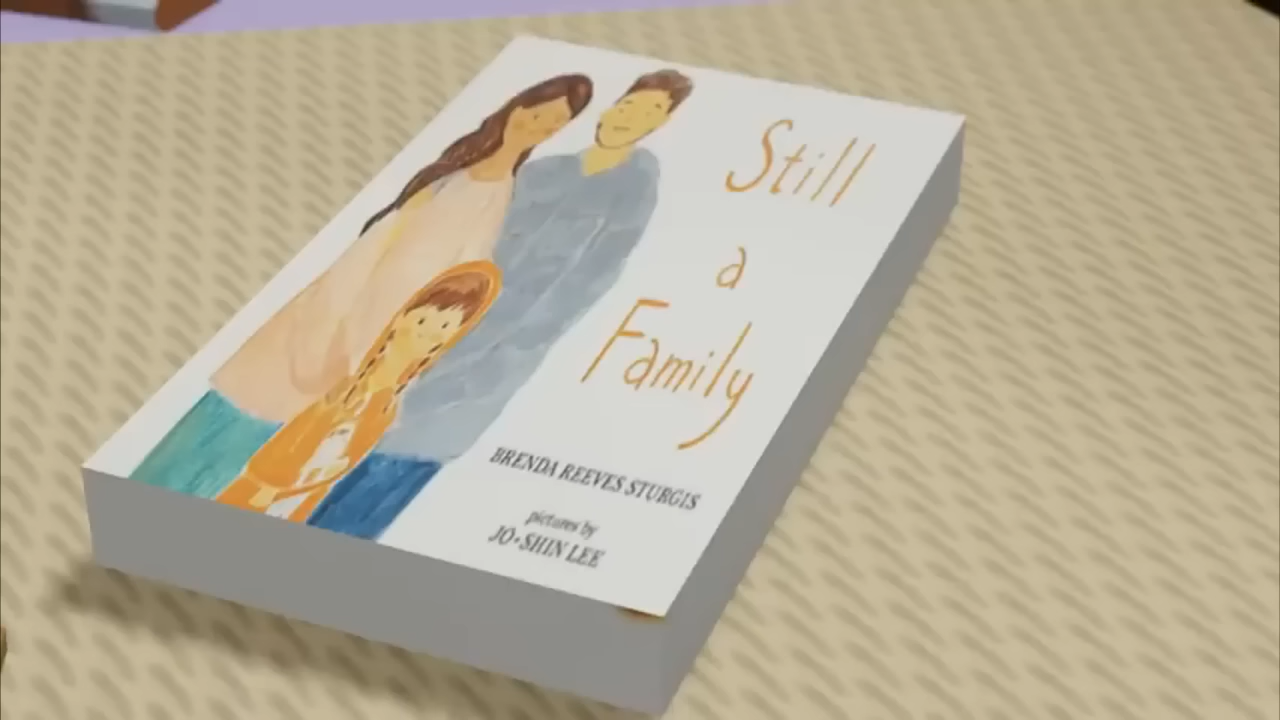 Still
a
Family
BRENDA REEVES STURGIS
pictures by
JO•SHIN LEE